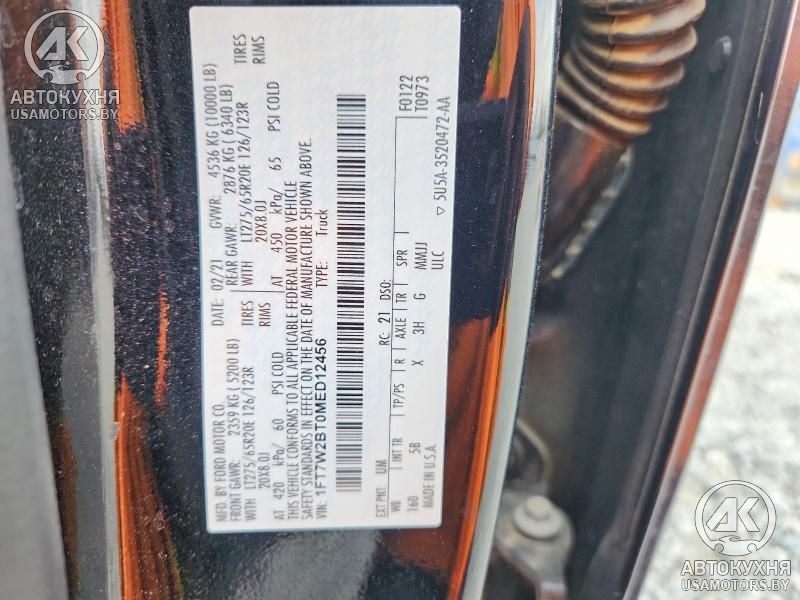 MFD. BY FORD MOTOR CO.
DATE: 02/21 GVWR: 4536 KG (10000 LB)
FRONT GAWR: 2359 KG ( 5200 LB)
REAR GAWR: 2876 KG ( 6340 LB)
WITH LT275/65R20E 126/123R TIRES
WITH LT275/65R20E 126/123R TIRES
20X8.0J RIMS
20X8.0J RIMS
AT 420 kPa/ 60 PSI COLD
AT 450 kPa/ 65 PSI COLD
THIS VEHICLE CONFORMS TO ALL APPLICABLE FEDERAL MOTOR VEHICLE
SAFETY STANDARDS IN EFFECT ON THE DATE OF MANUFACTURE SHOWN ABOVE.
VIN: 1FT7W2BT0MED12456
TYPE: Truck
F0122
T0973
EXT PNT: UM RC: 21 DSO:
WB INT TR TP/PS R AXLE TR SPR
160 5B X 3H G MMJJ
ULC
MADE IN U.S.A.
▽ 5U5A-3520472-AA
АК
АВТОКУХНЯ
USAMOTORS.BY
АК
АВТОКУХНЯ
USAMOTORS.BY